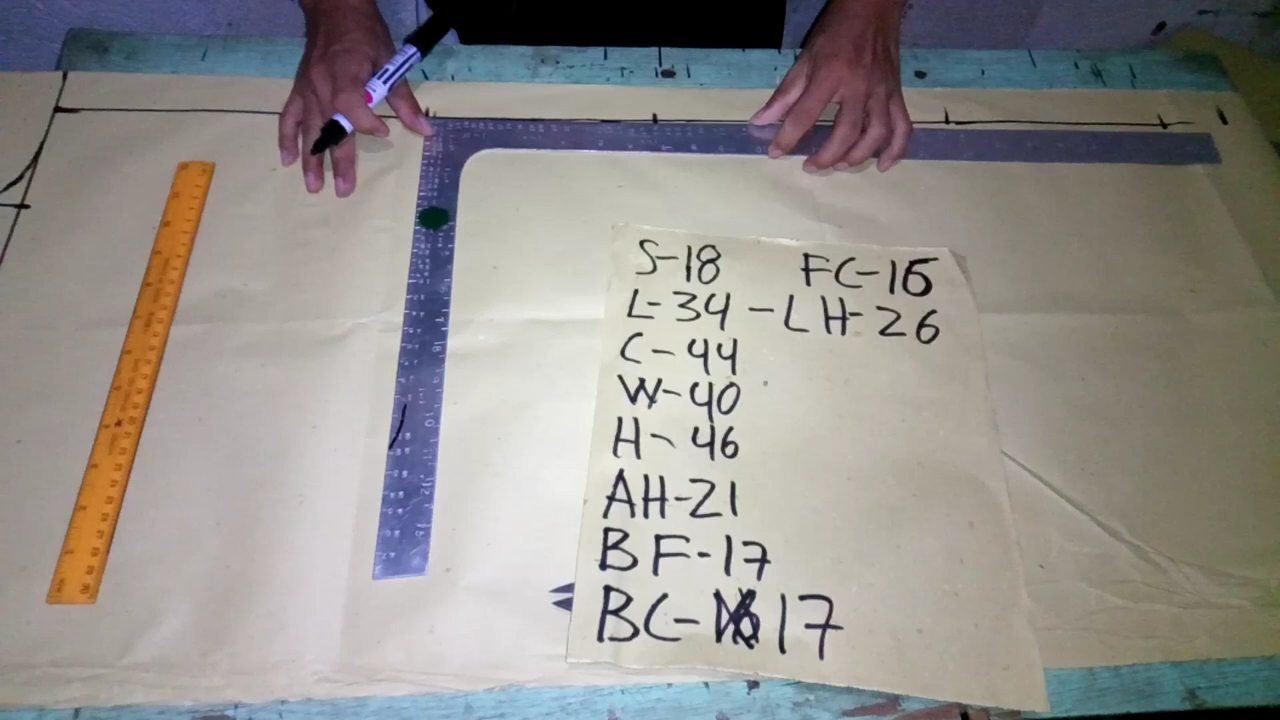 S-18 FC-16
L-34 - LH-26
C-44
W-40
H-46
AH-21
BF-17
BC- 17